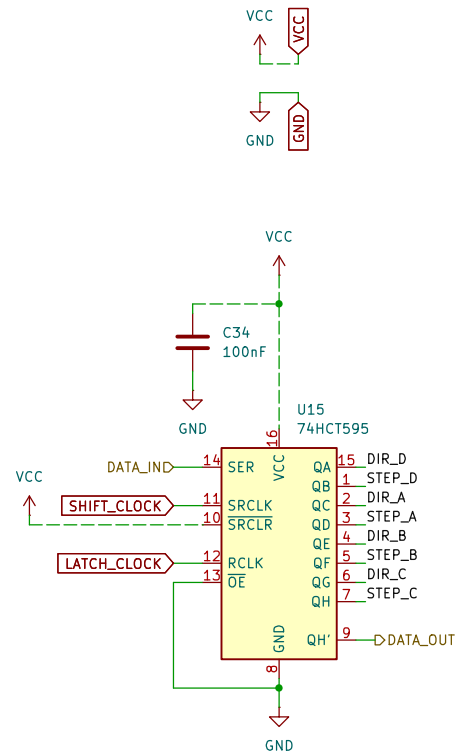 VCC
VCC
GND
GND
VCC
C34
100nF
GND
U15
74HCT595
16
VCC
DATA_IN
14
SER
QA
15
DIR_D
QB
1
STEP_D
VCC
SHIFT_CLOCK
11
SRCLK
QC
2
DIR_A
10
SRCLR
QD
3
STEP_A
QE
4
DIR_B
LATCH_CLOCK
12
RCLK
QF
5
STEP_B
13
OE
QG
6
DIR_C
QH
7
STEP_C
GND
8
QH'
9
DATA_OUT
GND